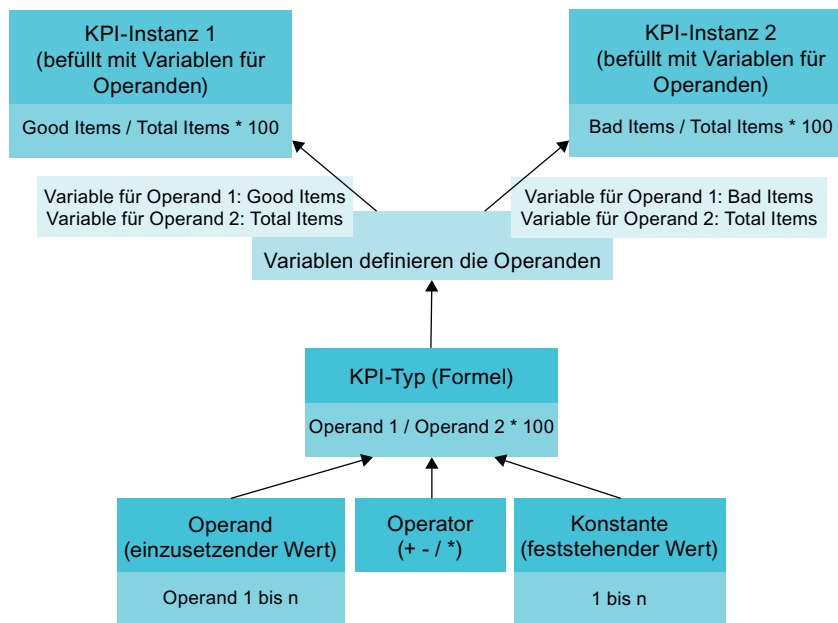 KPI-Instanz 1
(befüllt mit Variablen für
Operanden)
Good Items / Total Items * 100
KPI-Instanz 2
(befüllt mit Variablen für
Operanden)
Bad Items / Total Items * 100
Variable für Operand 1: Good Items
Variable für Operand 2: Total Items
Variable für Operand 1: Bad Items
Variable für Operand 2: Total Items
Variablen definieren die Operanden
KPI-Typ (Formel)
Operand 1 / Operand 2 * 100
Operand
(einzusetzender Wert)
Operand 1 bis n
Operator
(+ - / *)
Konstante
(feststehender Wert)
1 bis n